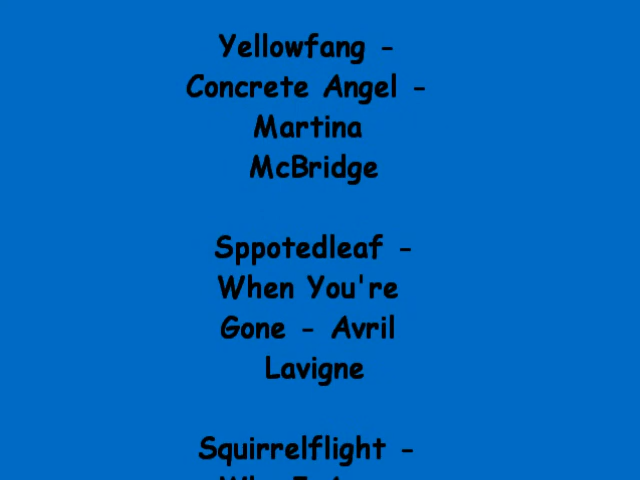 Yellowfang -
Concrete Angel -
Martina
McBridge
Sppotedleaf -
When You're
Gone - Avril
Lavigne
Squirrelflight -